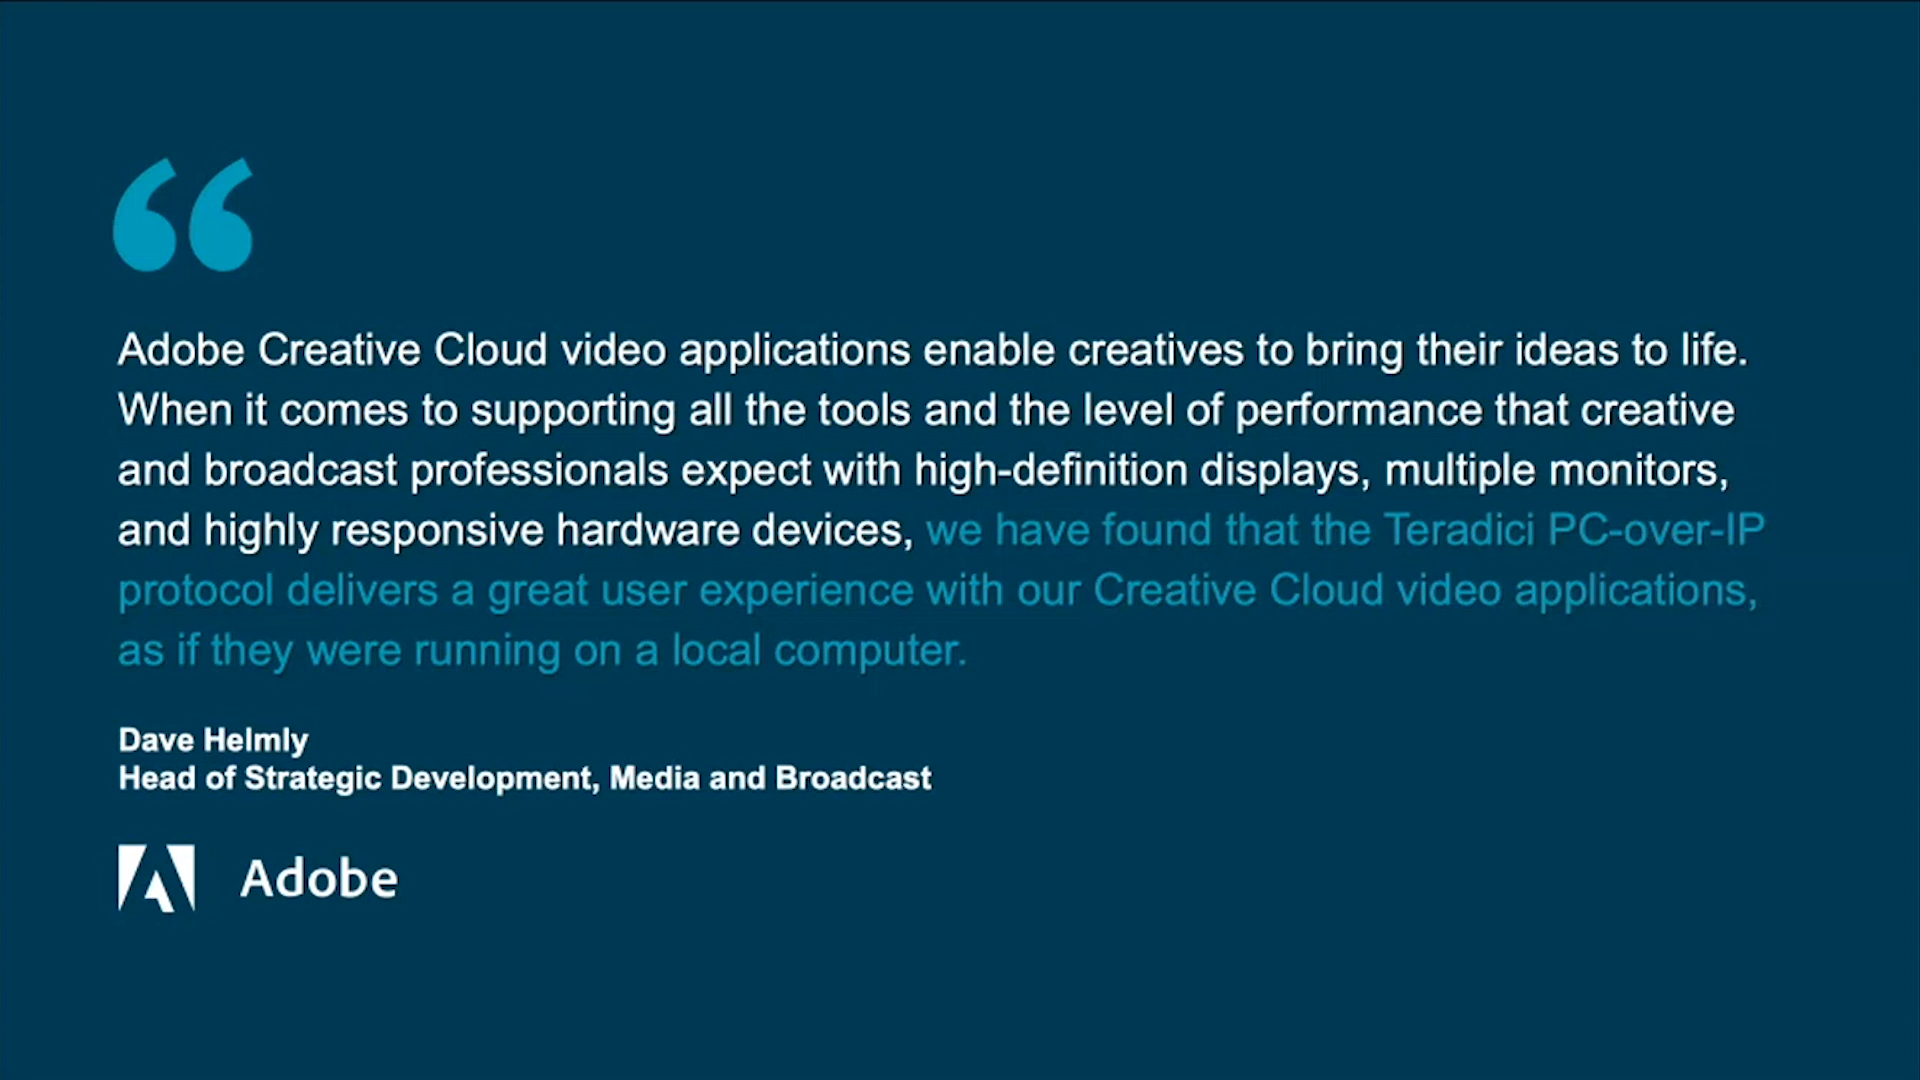 “
Adobe Creative Cloud video applications enable creatives to bring their ideas to life.
When it comes to supporting all the tools and the level of performance that creative
and broadcast professionals expect with high-definition displays, multiple monitors,
and highly responsive hardware devices, we have found that the Teradici PC-over-IP
protocol delivers a great user experience with our Creative Cloud video applications,
as if they were running on a local computer.
Dave Helmly
Head of Strategic Development, Media and Broadcast
Adobe